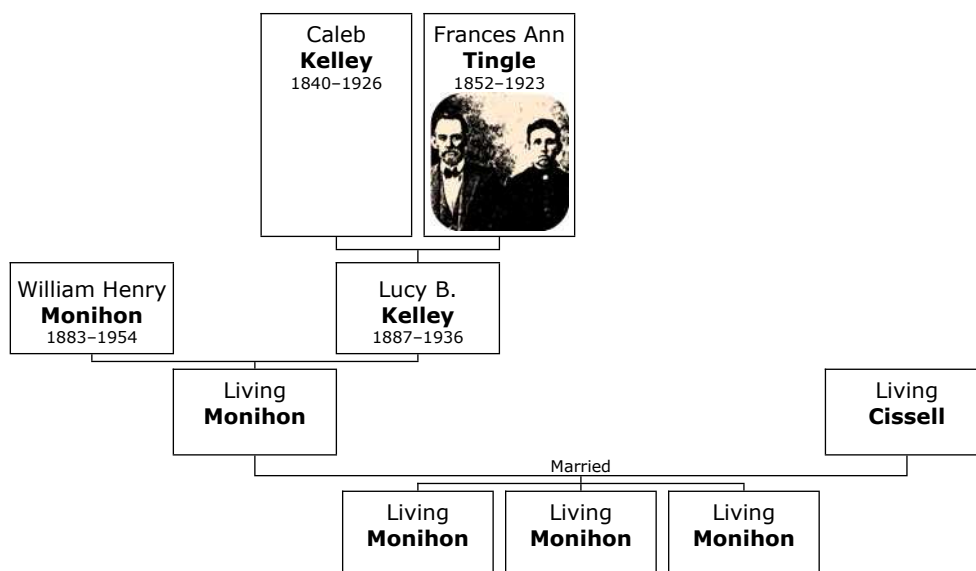 Caleb
Kelley
1840–1926
Frances Ann
Tingle
1852–1923
William Henry
Monihon
1883–1954
Lucy B.
Kelley
1887–1936
Living
Monihon
Living
Cissell
Married
Living
Monihon
Living
Monihon
Living
Monihon